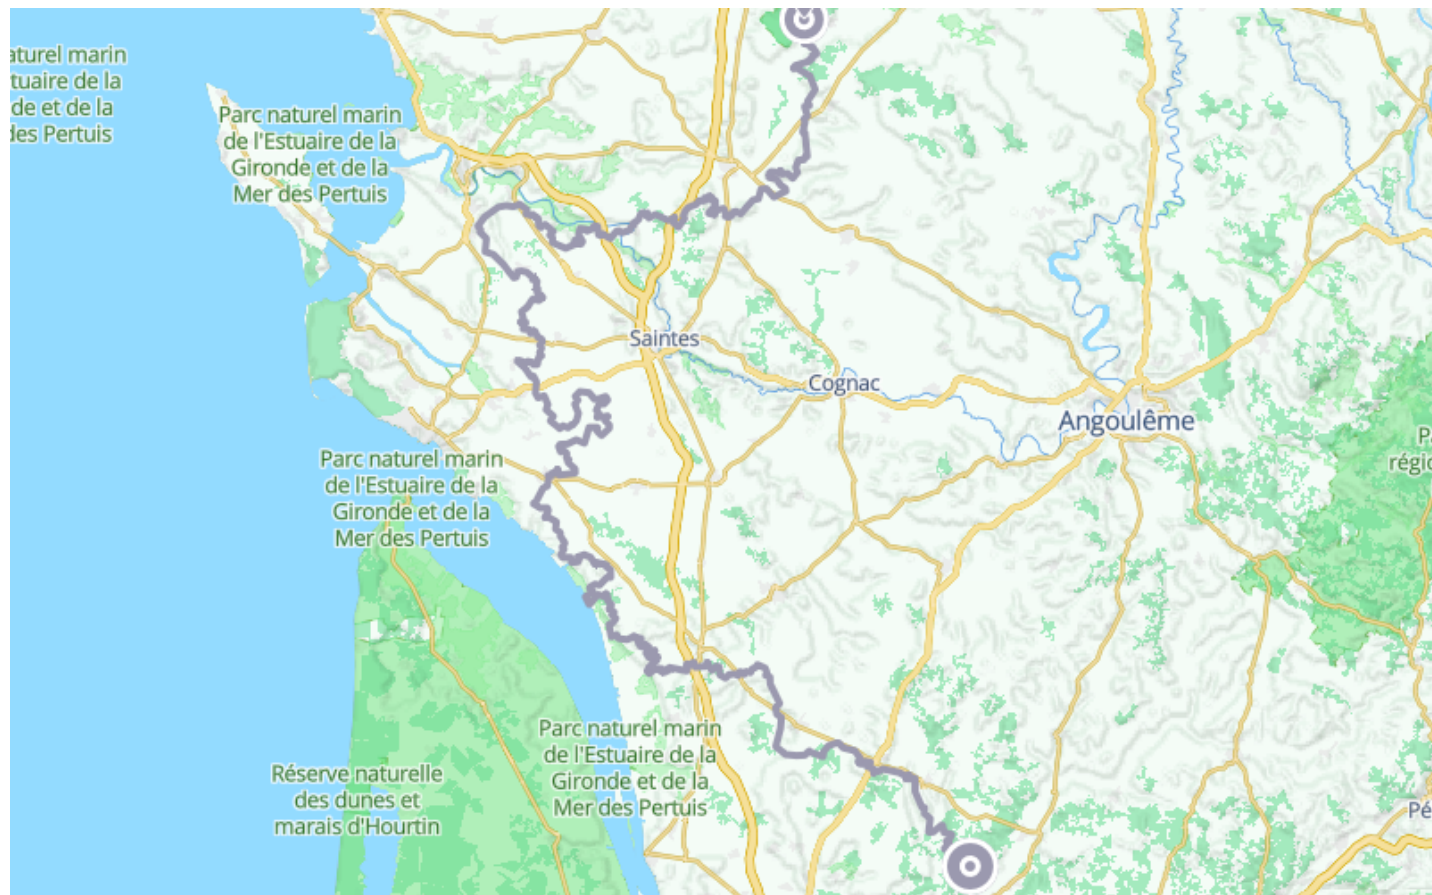 aturel marin
tuaire de la
de et de la
des Pertuis
Parc naturel marin
de l'Estuaire de la
Gironde et de la
Mer des Pertuis
Saintes
Cognac
Angoulême
Parc naturel marin
de l'Estuaire de la
Gironde et de la
Mer des Pertuis
régio
Parc naturel marin
de l'Estuaire de la
Gironde et de la
Mer des Pertuis
Réserve naturelle
des dunes et
marais d'Hourtin
Pé